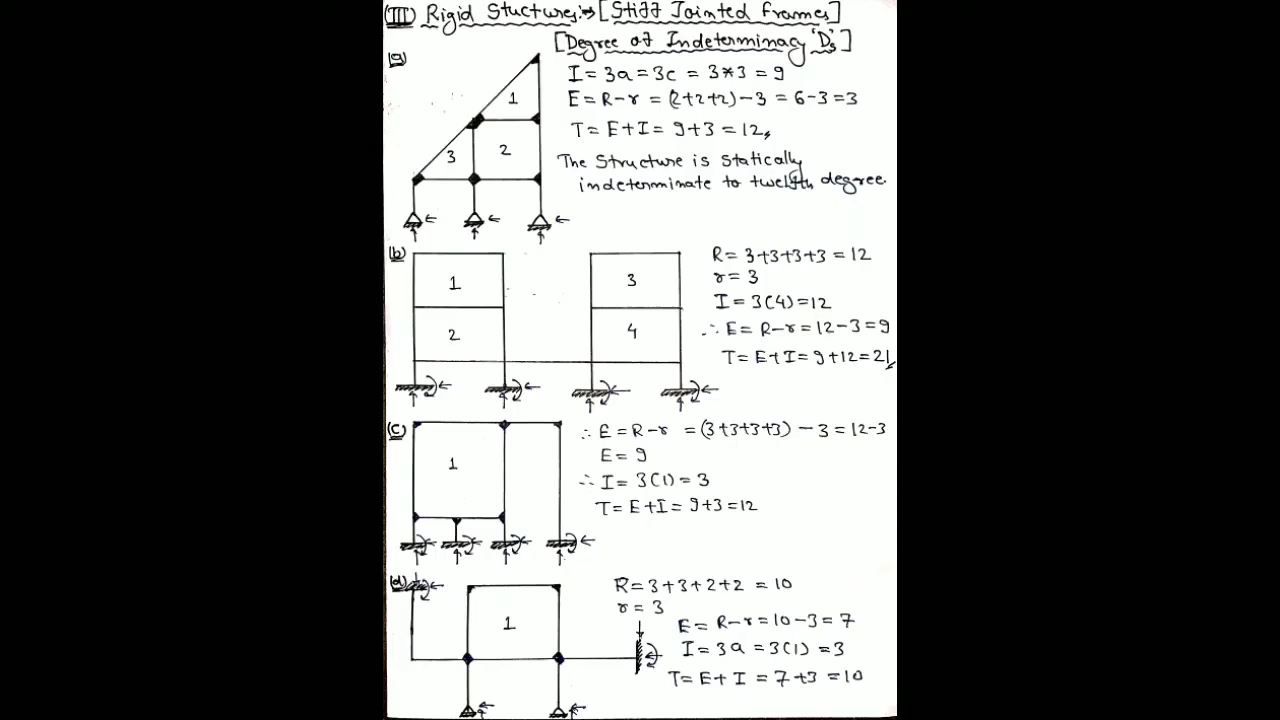 (III) Rigid Stuctures:→ [Stiff Jointed frames]
[Degree of Indeterminacy 'Ds']
(a)
I = 3a = 3c = 3*3 = 9
E = R-r = (2+2+2)-3 = 6-3 = 3
T = E+I = 9+3 = 12,
The structure is statically
indeterminate to twelfth degree.
1
2
3
(b)
R = 3+3+3+3 = 12
r = 3
I = 3(4) = 12
∴ E = R-r = 12-3 = 9
T = E+I = 9+12 = 21,
1
3
2
4
(c)
∴ E = R-r = (3+3+3+3) - 3 = 12-3
E = 9
∴ I = 3(1) = 3
T = E+I = 9+3 = 12
1
(d)
R = 3+3+2+2 = 10
r = 3
E = R-r = 10-3 = 7
I = 3a = 3(1) = 3
T = E+I = 7+3 = 10
1